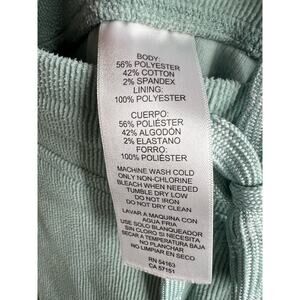 BODY:
56% POLYESTER
42% COTTON
2% SPANDEX
LINING:
100% POLYESTER
CUERPO:
56% POLIÉSTER
42% ALGODÓN
2% ELASTANO
FORRO:
100% POLIÉSTER
MACHINE WASH COLD
ONLY NON-CHLORINE
BLEACH WHEN NEEDED
TUMBLE DRY LOW
DO NOT IRON
DO NOT DRY CLEAN
LAVAR A MAQUINA CON
AGUA FRIA
USE SOLO BLANQUEADOR
SIN CLORO SI NECESITA
SECAR A TEMPERATURA BAJA
NO PLANCHAR
NO LIMPIAR EN SECO
RN 54163
CA 57151